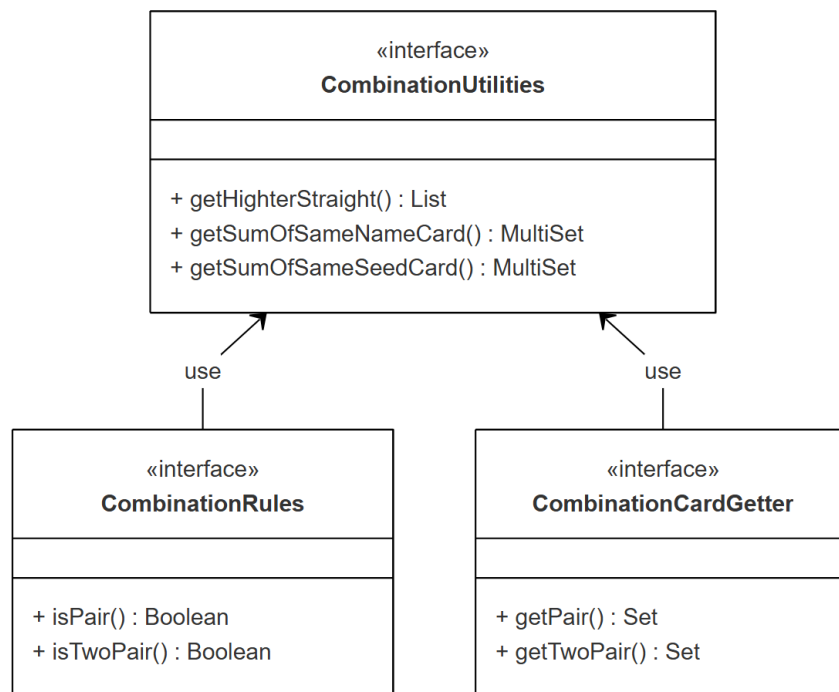 «interface»
CombinationUtilities
+ getHighterStraight() : List
+ getSumOfSameNameCard() : MultiSet
+ getSumOfSameSeedCard() : MultiSet
use
use
«interface»
CombinationRules
+ isPair() : Boolean
+ isTwoPair() : Boolean
«interface»
CombinationCardGetter
+ getPair() : Set
+ getTwoPair() : Set